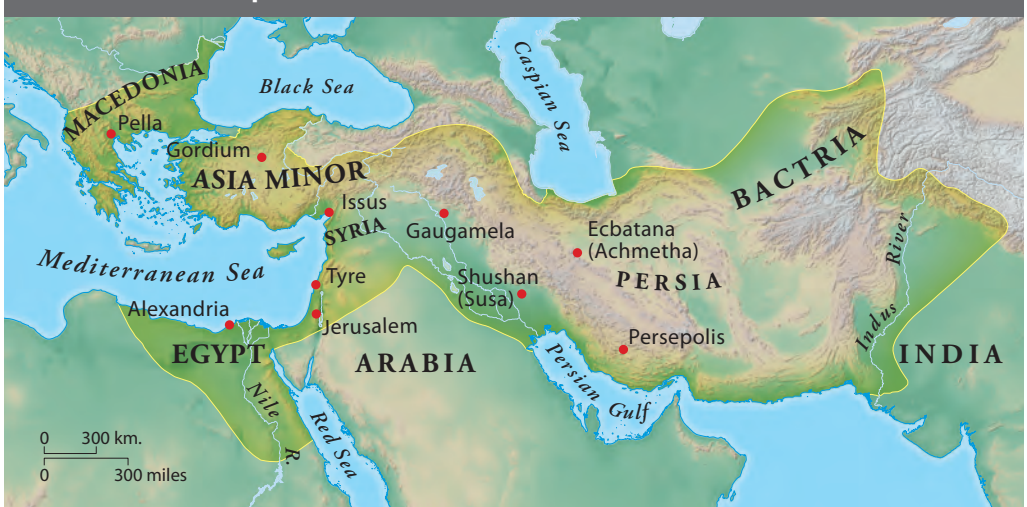 Black Sea
Caspian Sea
MACEDONIA
Pella
Gordium
ASIA MINOR
BACTRIA
Issus
SYRIA
Gaugamela
Ecbatana
(Achmetha)
PERSIA
Mediterranean Sea
Tyre
Shushan
(Susa)
Indus River
Alexandria
Jerusalem
Persepolis
EGYPT
ARABIA
INDIA
Persian Gulf
Nile R.
Red Sea
0 300 km.
0 300 miles